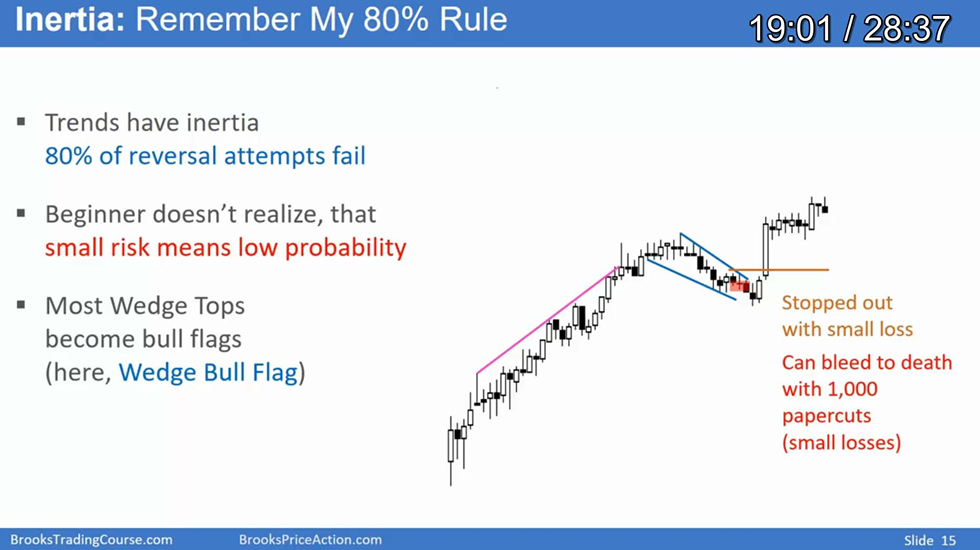 Inertia: Remember My 80% Rule
19:01 / 28:37
▪ Trends have inertia
80% of reversal attempts fail
▪ Beginner doesn't realize, that
small risk means low probability
▪ Most Wedge Tops
become bull flags
(here, Wedge Bull Flag)
Stopped out
with small loss
Can bleed to death
with 1,000
papercuts
(small losses)
BrooksTradingCourse.com
BrooksPriceAction.com
Slide 15